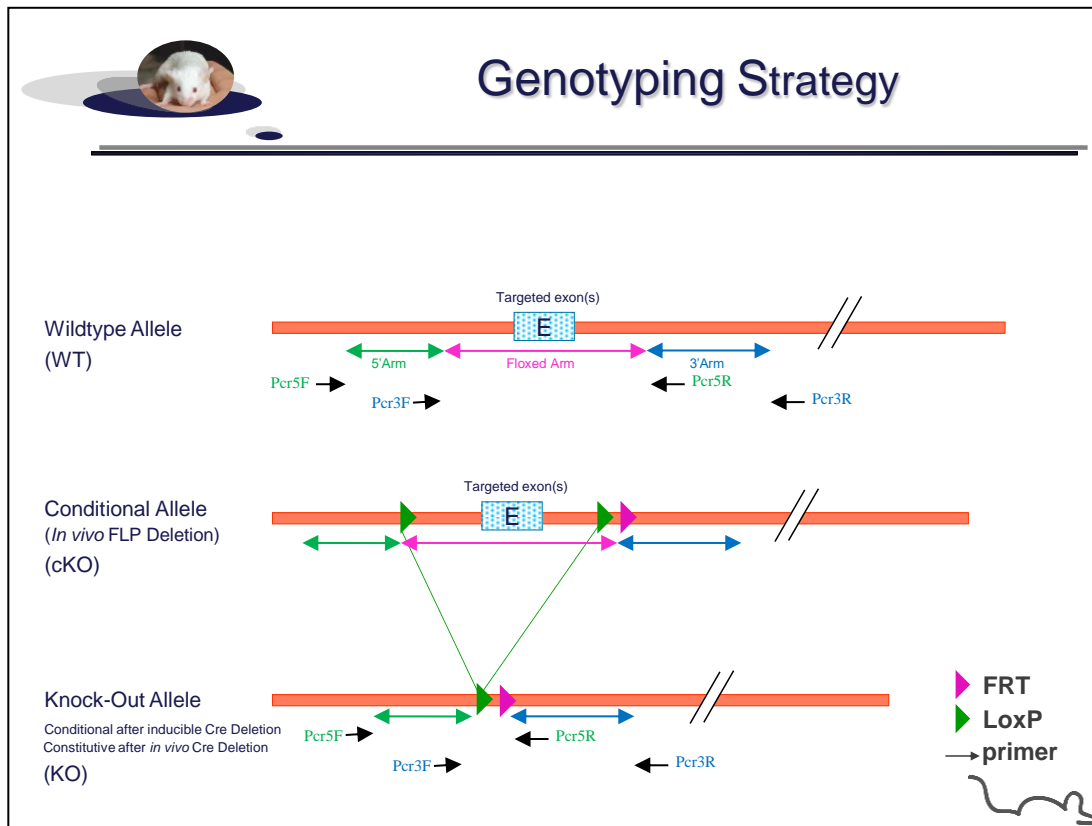 Genotyping Strategy
Targeted exon(s)
E
Wildtype Allele
(WT)
5'Arm
Floxed Arm
3'Arm
Pcr5F
Pcr5R
Pcr3F
Pcr3R
Targeted exon(s)
E
Conditional Allele
(In vivo FLP Deletion)
(cKO)
Knock-Out Allele
Conditional after inducible Cre Deletion
Constitutive after in vivo Cre Deletion
(KO)
Pcr5F
Pcr5R
Pcr3F
Pcr3R
FRT
LoxP
primer